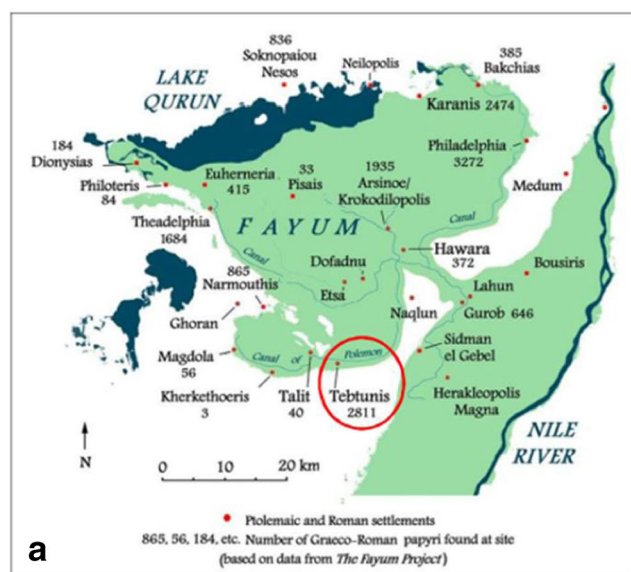 836
Soknopaiou
Nesos
Neilopolis
385
Bakchias
LAKE
QURUN
Karanis 2474
184
Dionysias
Philoteris
84
Euherneria
415
33
Pisais
1935
Arsinoe/
Krokodilopolis
Philadelphia
3272
Medum
Theadelphia
1684
FAYUM
Canal
Canal
Hawara
372
Dofadnu
Etsa
865
Narmouthis
Ghoran
Naqlun
Lahun
Gurob 646
Bousiris
Magdola
56
Canal of Polemon
Sidman
el Gebel
Kherkethoeris
3
Talit
40
Tebtunis
2811
Herakleopolis
Magna
NILE
RIVER
N
0 10 20 km
Ptolemaic and Roman settlements
865, 56, 184, etc. Number of Graeco-Roman papyri found at site
(based on data from The Fayum Project)
a